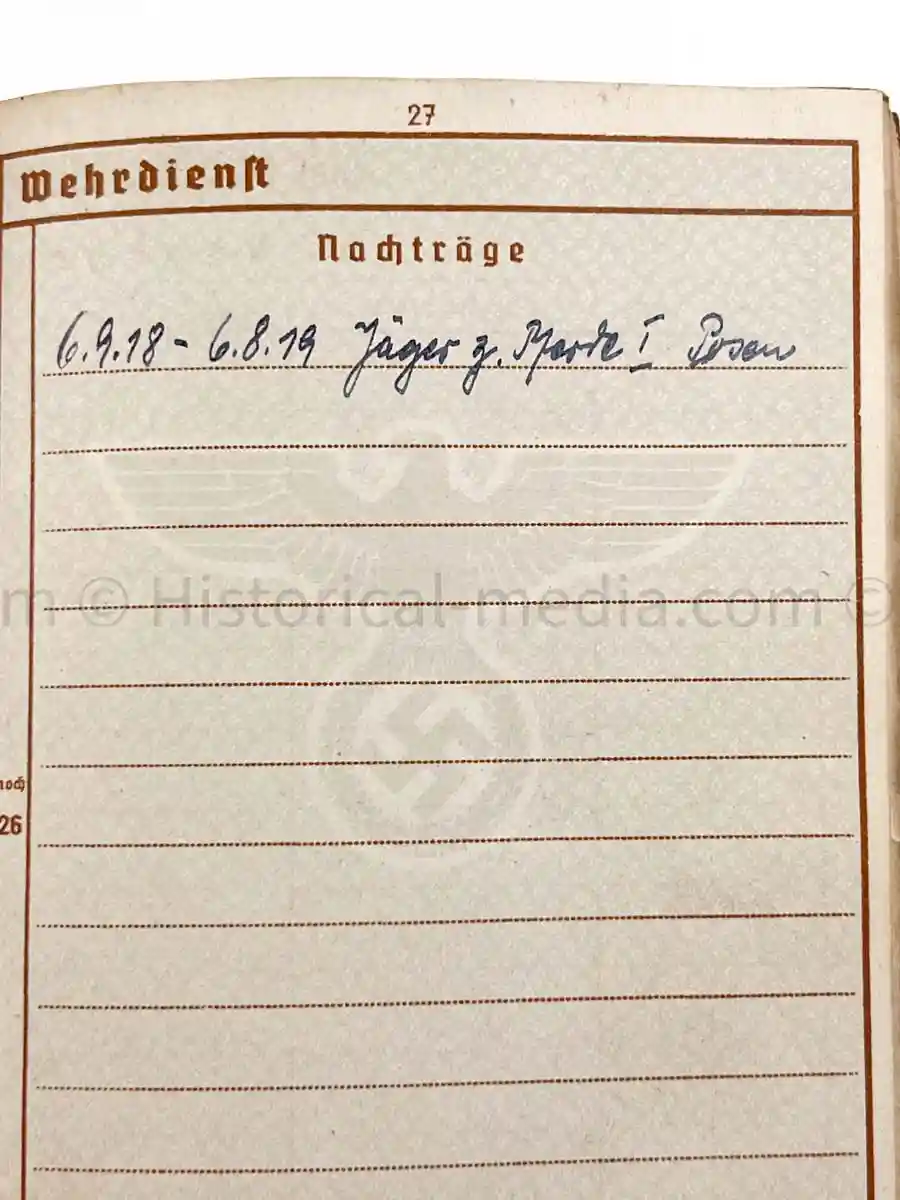 27
Wehrdienst
Nachträge
6.9.18 - 6.8.19 Jäger z. Pferde I Posen
m © Historical-media.com ©
noch
26